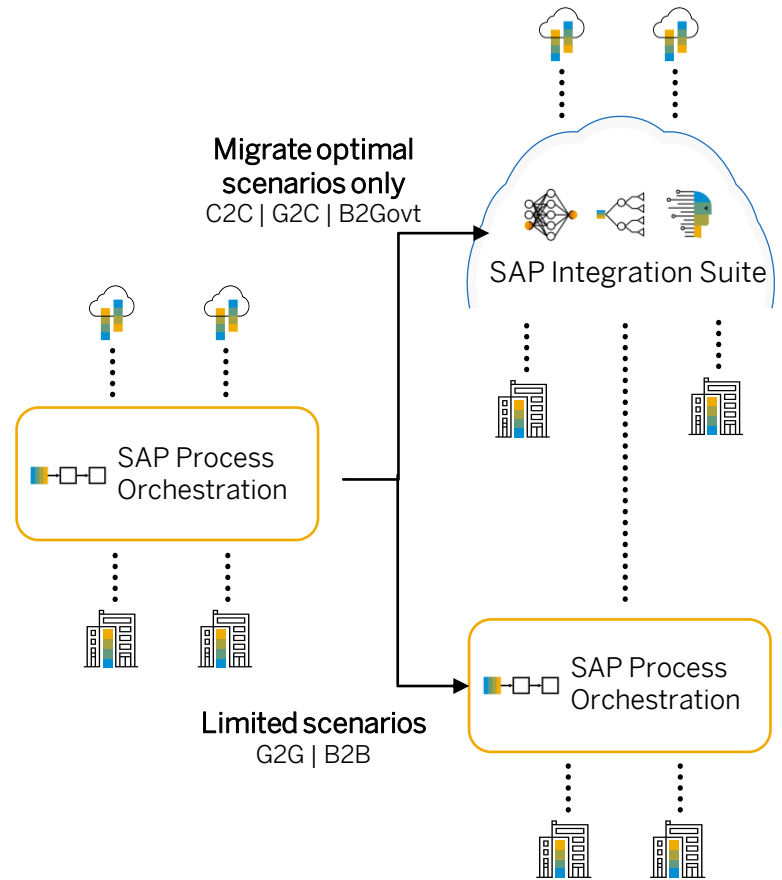 Migrate optimal
scenarios only
C2C | G2C | B2Govt
SAP Integration Suite
SAP Process
Orchestration
SAP Process
Orchestration
Limited scenarios
G2G | B2B